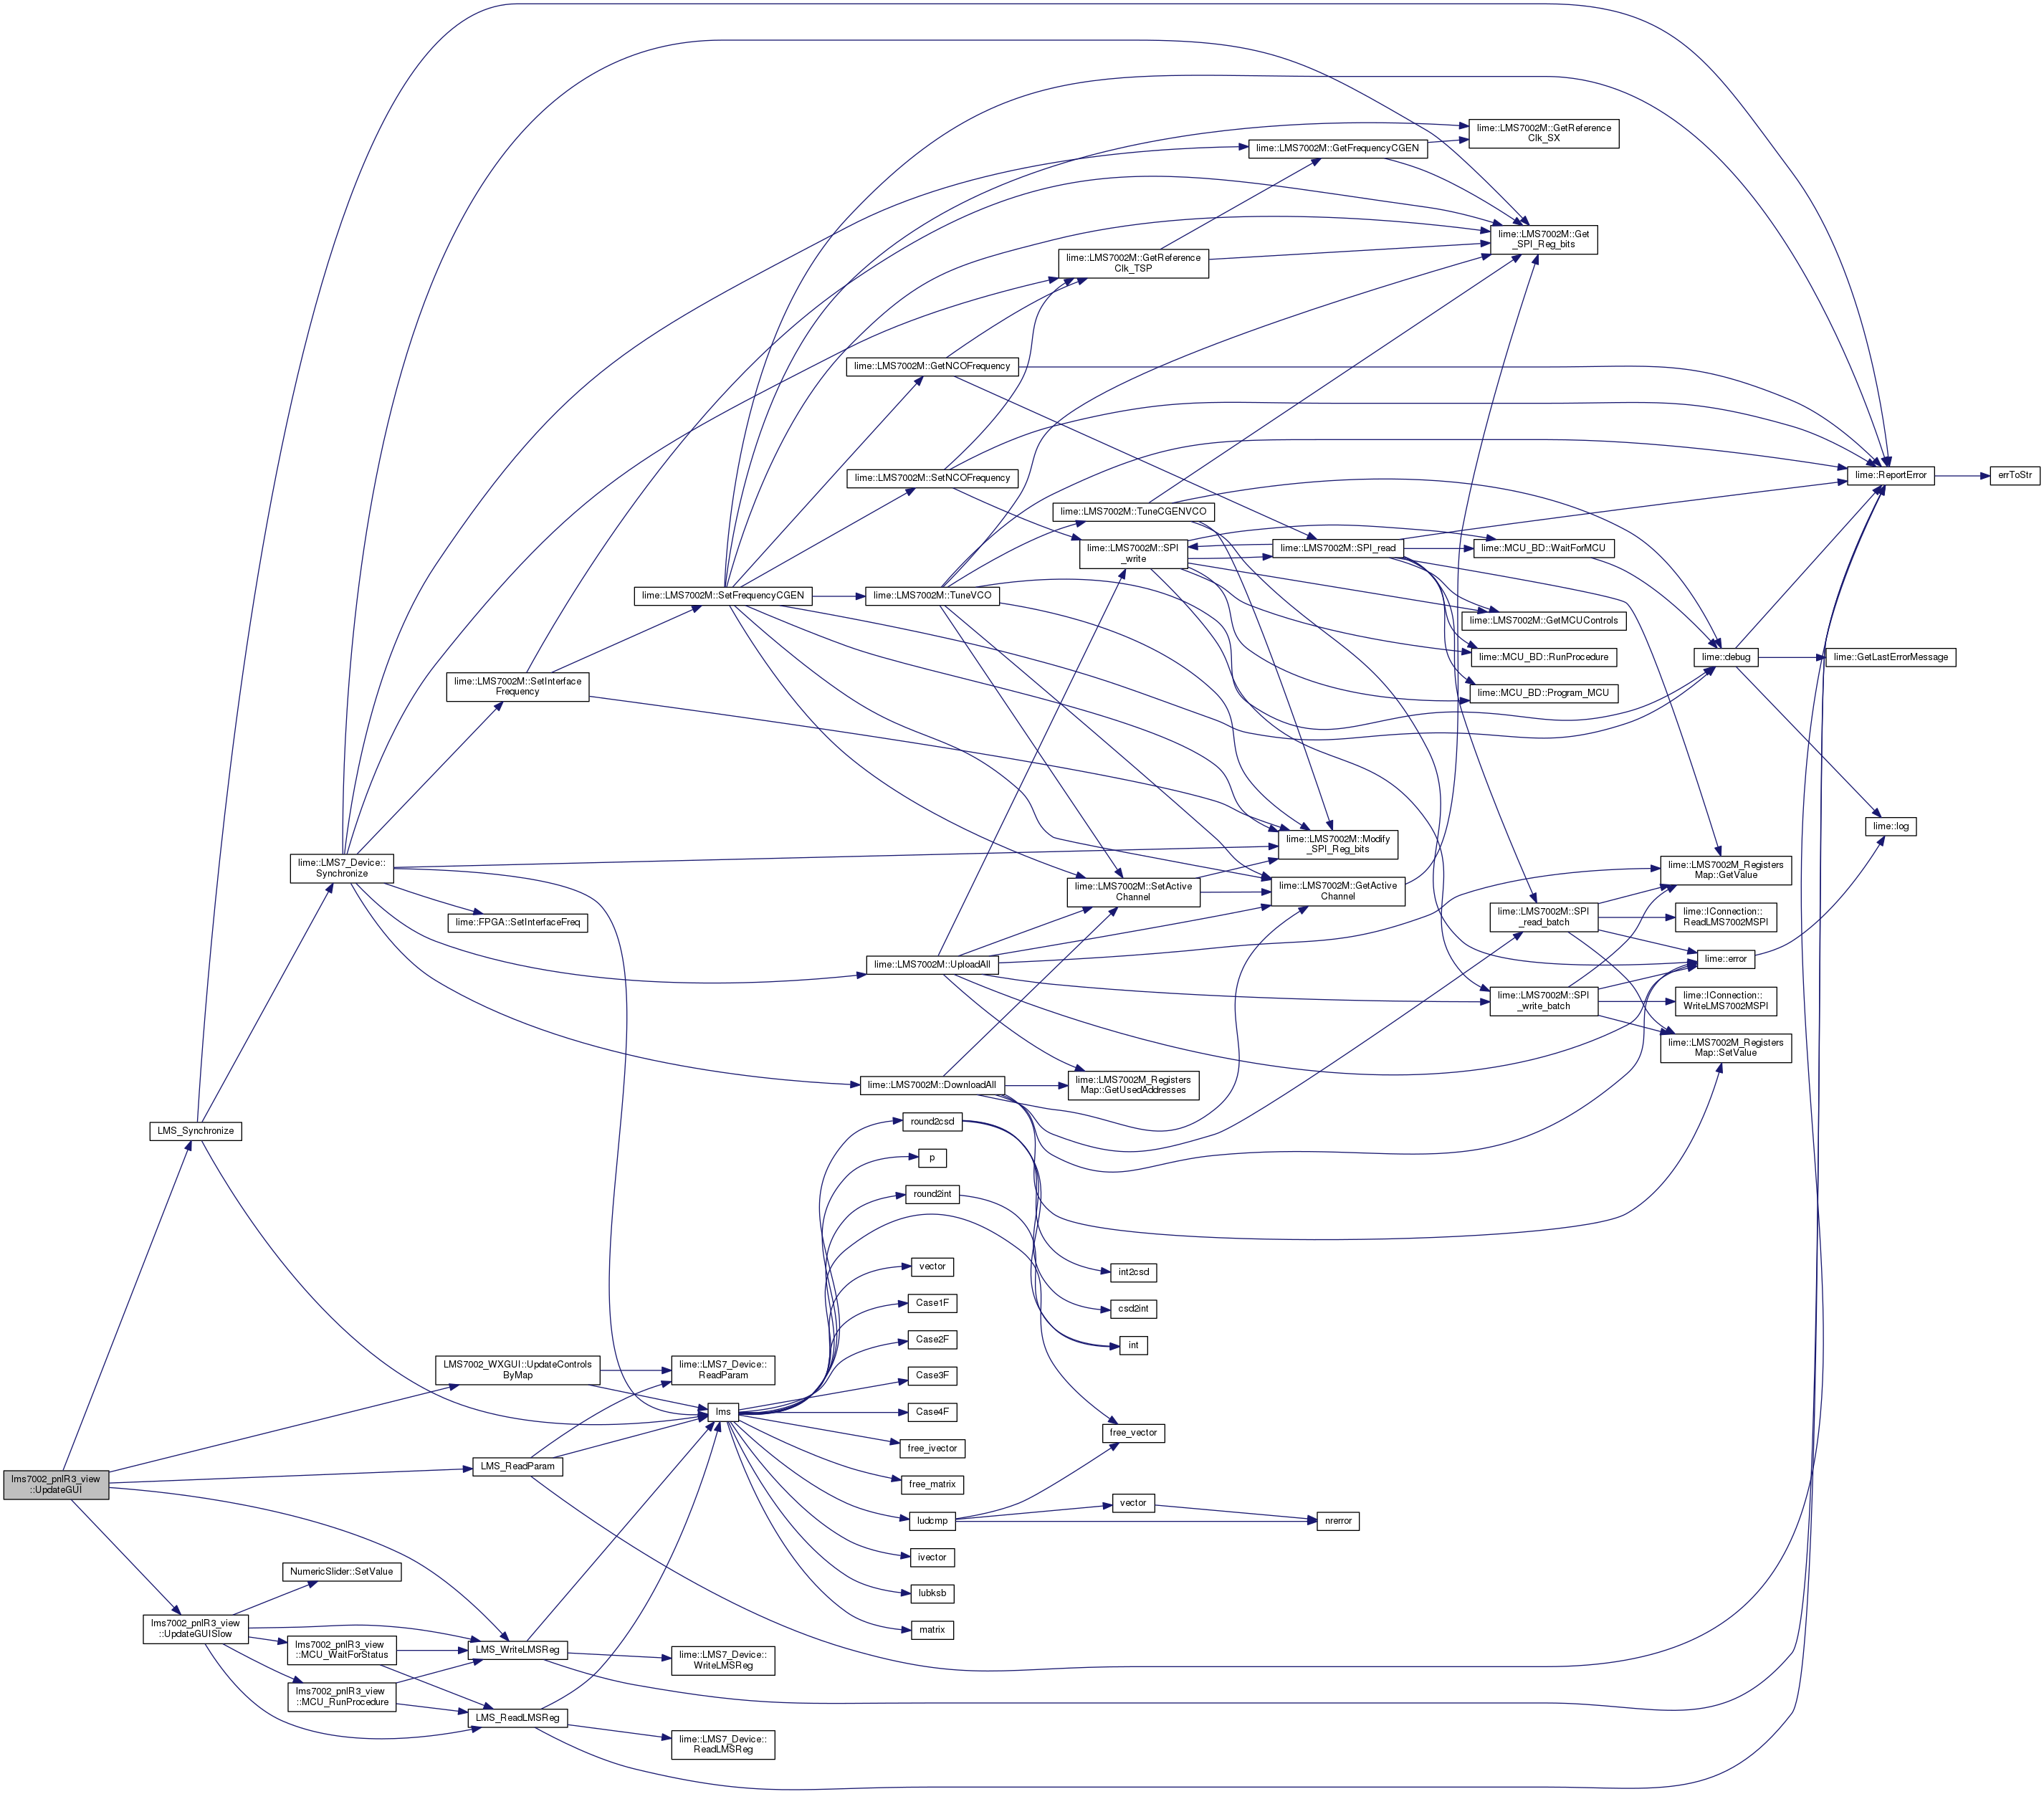 lime::LMS7002M::GetReference
Clk_SX
lime::LMS7002M::GetFrequencyCGEN
lime::LMS7002M::Get
_SPI_Reg_bits
lime::LMS7002M::GetReference
Clk_TSP
lime::LMS7002M::GetNCOFrequency
lime::LMS7002M::SetNCOFrequency
lime::ReportError
errToStr
lime::LMS7002M::TuneCGENVCO
lime::LMS7002M::SPI
_write
lime::LMS7002M::SPI_read
lime::MCU_BD::WaitForMCU
lime::LMS7002M::SetFrequencyCGEN
lime::LMS7002M::TuneVCO
lime::LMS7002M::GetMCUControls
lime::MCU_BD::RunProcedure
lime::debug
lime::GetLastErrorMessage
lime::LMS7002M::SetInterface
Frequency
lime::MCU_BD::Program_MCU
lime::log
lime::LMS7002M::Modify
_SPI_Reg_bits
lime::LMS7_Device::
Synchronize
lime::LMS7002M_Registers
Map::GetValue
lime::LMS7002M::SetActive
Channel
lime::LMS7002M::GetActive
Channel
lime::FPGA::SetInterfaceFreq
lime::LMS7002M::SPI
_read_batch
lime::IConnection::
ReadLMS7002MSPI
lime::LMS7002M::UploadAll
lime::error
lime::LMS7002M::SPI
_write_batch
lime::IConnection::
WriteLMS7002MSPI
lime::LMS7002M_Registers
Map::SetValue
lime::LMS7002M::DownloadAll
lime::LMS7002M_Registers
Map::GetUsedAddresses
LMS_Synchronize
round2csd
p
round2int
vector
int2csd
Case1F
csd2int
Case2F
int
LMS7002_WXGUI::UpdateControls
ByMap
lime::LMS7_Device::
ReadParam
Case3F
lms
Case4F
free_vector
free_ivector
LMS_ReadParam
lms7002_pnlR3_view
::UpdateGUI
free_matrix
vector
ludcmp
nrerror
ivector
NumericSlider::SetValue
lubksb
lms7002_pnlR3_view
::UpdateGUISlow
matrix
lms7002_pnlR3_view
::MCU_WaitForStatus
LMS_WriteLMSReg
lime::LMS7_Device::
WriteLMSReg
lms7002_pnlR3_view
::MCU_RunProcedure
LMS_ReadLMSReg
lime::LMS7_Device::
ReadLMSReg